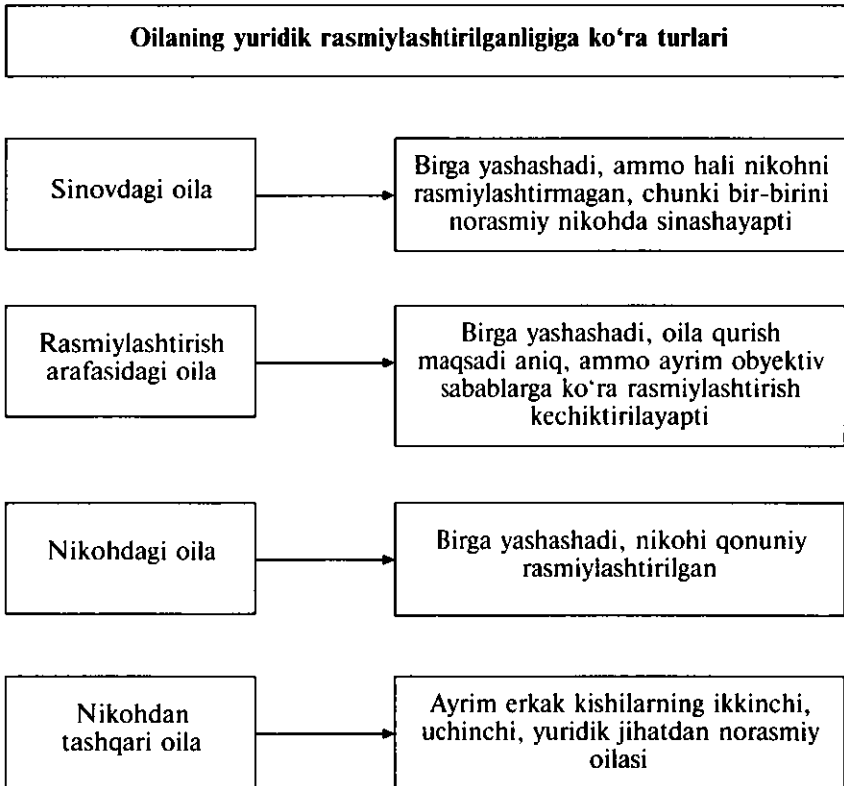 Oilaning yuridik rasmiylashtirilganligiga ko‘ra turlari
Sinovdagi oila
Birga yashashadi, ammo hali nikohni
rasmiylashtirmagan, chunki bir-birini
norasmiy nikohda sinashayapti
Rasmiylashtirish
arafasidagi oila
Birga yashashadi, oila qurish
maqsadi aniq, ammo ayrim obyektiv
sabablarga ko‘ra rasmiylashtirish
kechiktirilayapti
Nikohdagi oila
Birga yashashadi, nikohi qonuniy
rasmiylashtirilgan
Nikohdan
tashqari oila
Ayrim erkak kishilarning ikkinchi,
uchinchi, yuridik jihatdan norasmiy
oilasi